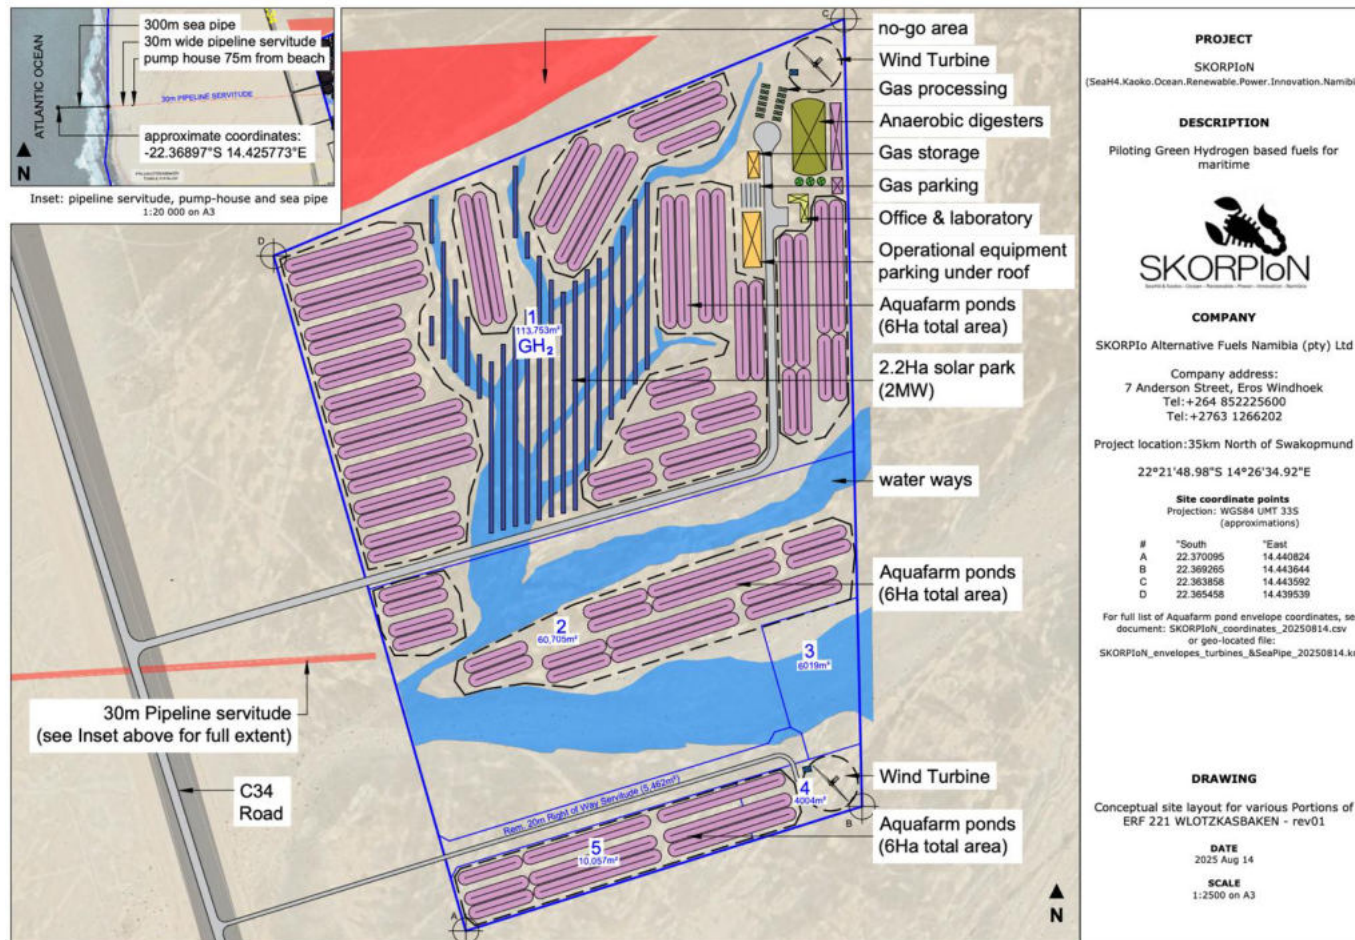 300m sea pipe
30m wide pipeline servitude
pump house 75m from beach
ATLANTIC OCEAN
30m PIPELINE SERVITUDE
approximate coordinates:
-22.36897°S 14.425773°E
N
Inset: pipeline servitude, pump-house and sea pipe
1:20 000 on A3
C
D
no-go area
Wind Turbine
Gas processing
Anaerobic digesters
Gas storage
Gas parking
Office & laboratory
Operational equipment
parking under roof
Aquafarm ponds
(6Ha total area)
2.2Ha solar park
(2MW)
water ways
Aquafarm ponds
(6Ha total area)
Wind Turbine
Aquafarm ponds
(6Ha total area)
1
113,753m²
GH₂
2
60,705m²
3
6019m²
4
4004m²
Rem. 20m Right of Way Servitude (5,462m²)
5
10,057m²
A
B
30m Pipeline servitude
(see Inset above for full extent)
C34
Road
N
PROJECT
SKORPIoN
(SeaH4.Kaoko.Ocean.Renewable.Power.Innovation.Namibi
DESCRIPTION
Piloting Green Hydrogen based fuels for
maritime
SKORPIoN
SeaH4 & Kaoko - Ocean - Renewable - Power - Innovation - Namibia
COMPANY
SKORPIo Alternative Fuels Namibia (pty) Ltd
Company address:
7 Anderson Street, Eros Windhoek
Tel:+264 852225600
Tel:+2763 1266202
Project location:35km North of Swakopmund
22°21'48.98"S 14°26'34.92"E
Site coordinate points
Projection: WGS84 UMT 33S
(approximations)
# °South °East
A 22.370095 14.440824
B 22.369265 14.443644
C 22.363858 14.443592
D 22.365458 14.439539
For full list of Aquafarm pond envelope coordinates, se
document: SKORPIoN_coordinates_20250814.csv
or geo-located file:
SKORPIoN_envelopes_turbines_&SeaPipe_20250814.k
DRAWING
Conceptual site layout for various Portions of
ERF 221 WLOTZKASBAKEN - rev01
DATE
2025 Aug 14
SCALE
1:2500 on A3